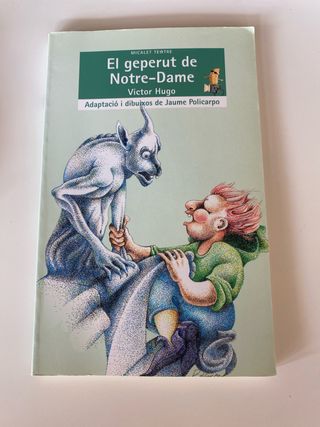 MICALET TEATRE
El geperut de
Notre-Dame
Victor Hugo
Adaptació i dibuixos de Jaume Policarpo